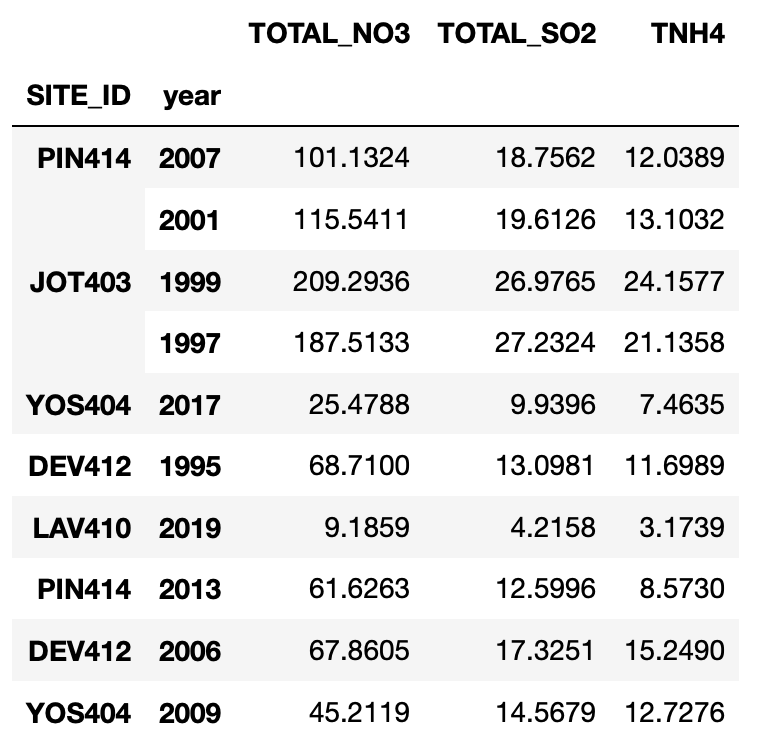 TOTAL_NO3 TOTAL_SO2 TNH4
SITE_ID year
PIN414 2007 101.1324 18.7562 12.0389
2001 115.5411 19.6126 13.1032
JOT403 1999 209.2936 26.9765 24.1577
1997 187.5133 27.2324 21.1358
YOS404 2017 25.4788 9.9396 7.4635
DEV412 1995 68.7100 13.0981 11.6989
LAV410 2019 9.1859 4.2158 3.1739
PIN414 2013 61.6263 12.5996 8.5730
DEV412 2006 67.8605 17.3251 15.2490
YOS404 2009 45.2119 14.5679 12.7276